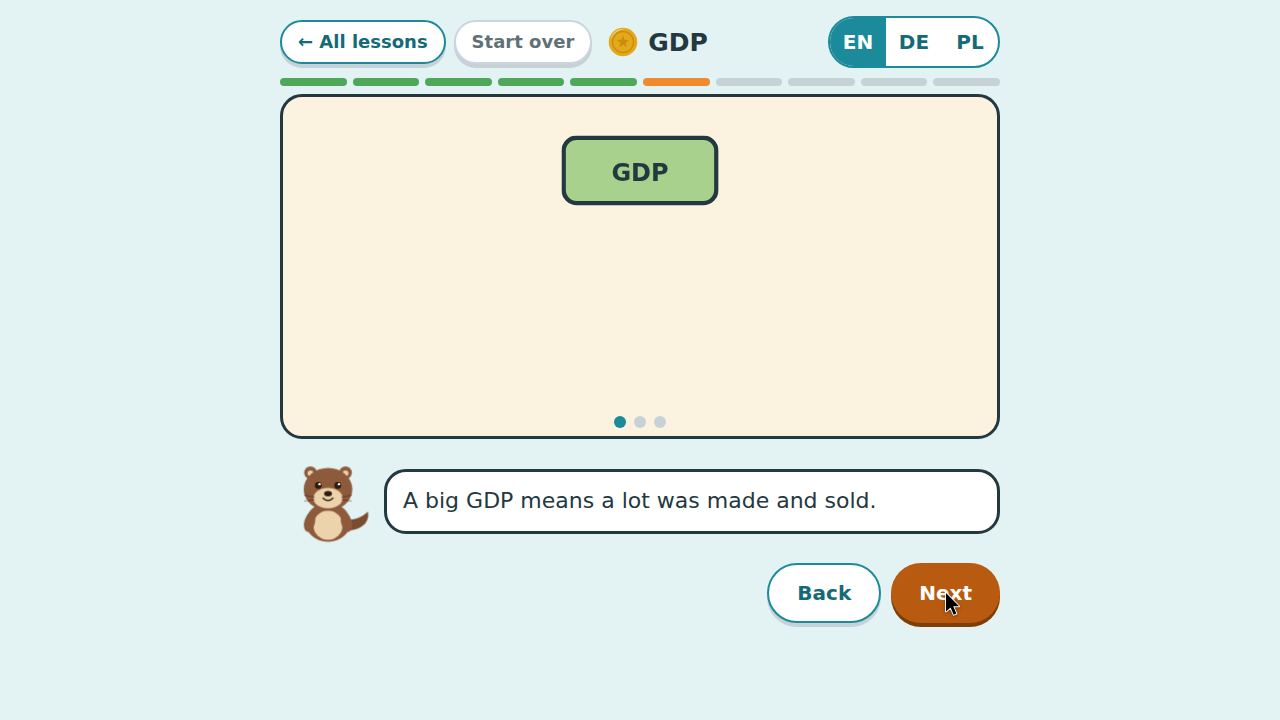 ← All lessons
Start over
GDP
EN
DE
PL
GDP
A big GDP means a lot was made and sold.
Back
Next